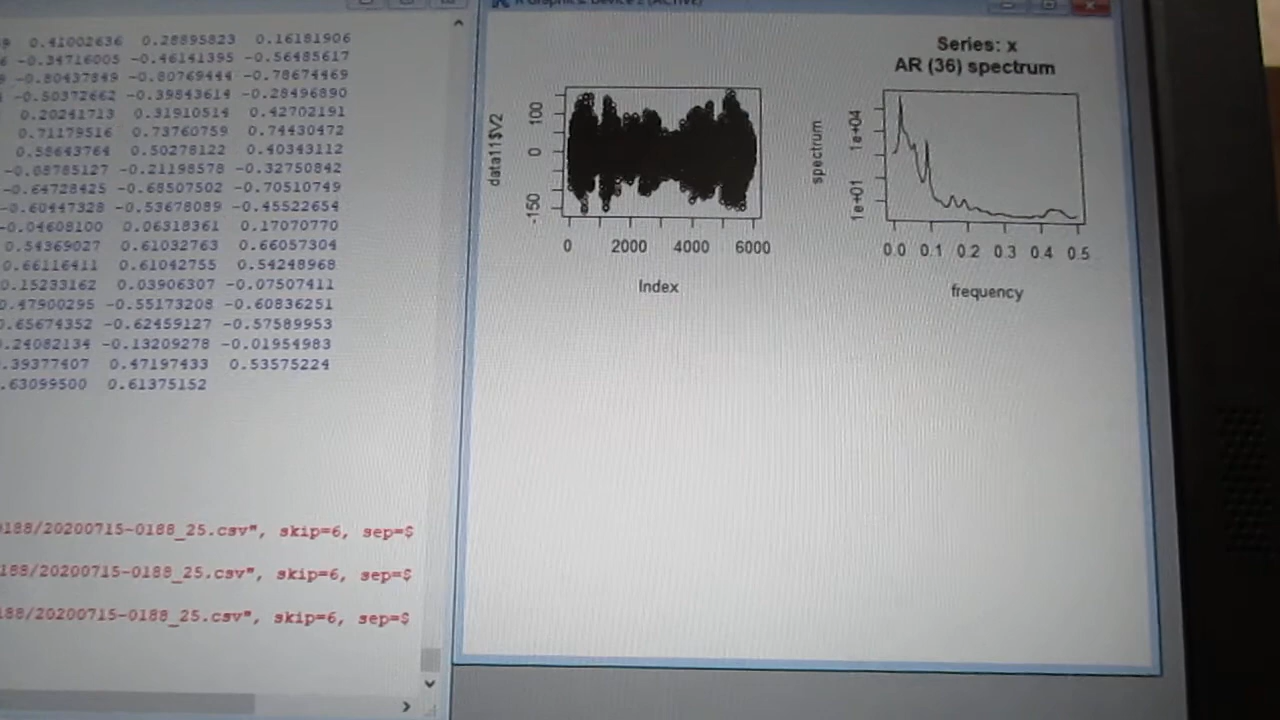 0.41002636 0.28895823 0.16181906
-0.34716005 -0.46141395 -0.56485617
-0.80437849 -0.80769444 -0.78674469
-0.50372662 -0.39843614 -0.28496890
0.20241713 0.31910514 0.42702191
0.71179516 0.73760759 0.74430472
0.58643764 0.50278122 0.40343112
-0.08785127 -0.21198578 -0.32750842
-0.64728425 -0.68507502 -0.70510749
-0.60447328 -0.53678089 -0.45522654
-0.04608100 0.06318361 0.17070770
0.54369027 0.61032763 0.66057304
0.66116411 0.61042755 0.54248968
0.15233162 0.03906307 -0.07507411
0.47900295 -0.55173208 -0.60836251
.65674352 -0.62459127 -0.57589953
.24082134 -0.13209278 -0.01954983
.39377407 0.47197433 0.53575224
.63099500 0.61375152
0188/20200715-0188_25.csv", skip=6, sep=$
188/20200715-0188_25.csv", skip=6, sep=$
188/20200715-0188_25.csv", skip=6, sep=$
data11$V2
100
0
-150
0 2000 4000 6000
Index
Series: x
AR (36) spectrum
spectrum
1e+04
1e+01
0.0 0.1 0.2 0.3 0.4 0.5
frequency